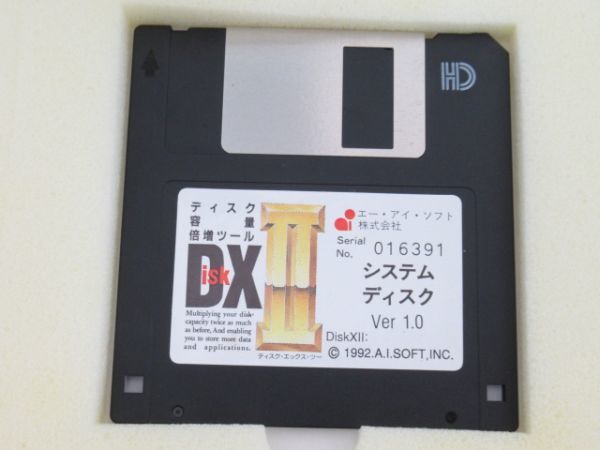 HD
ディスク
容量
倍増ツール
DiskX II
Multiplying your disk-
capacity twice as much
as before, And enabling
you to store more data
and applications.
ディスク・エックス・ツー
エー・アイ・ソフト
株式会社
Serial
No. 016391
システム
ディスク
Ver 1.0
DiskXII:
© 1992.A.I.SOFT,INC.